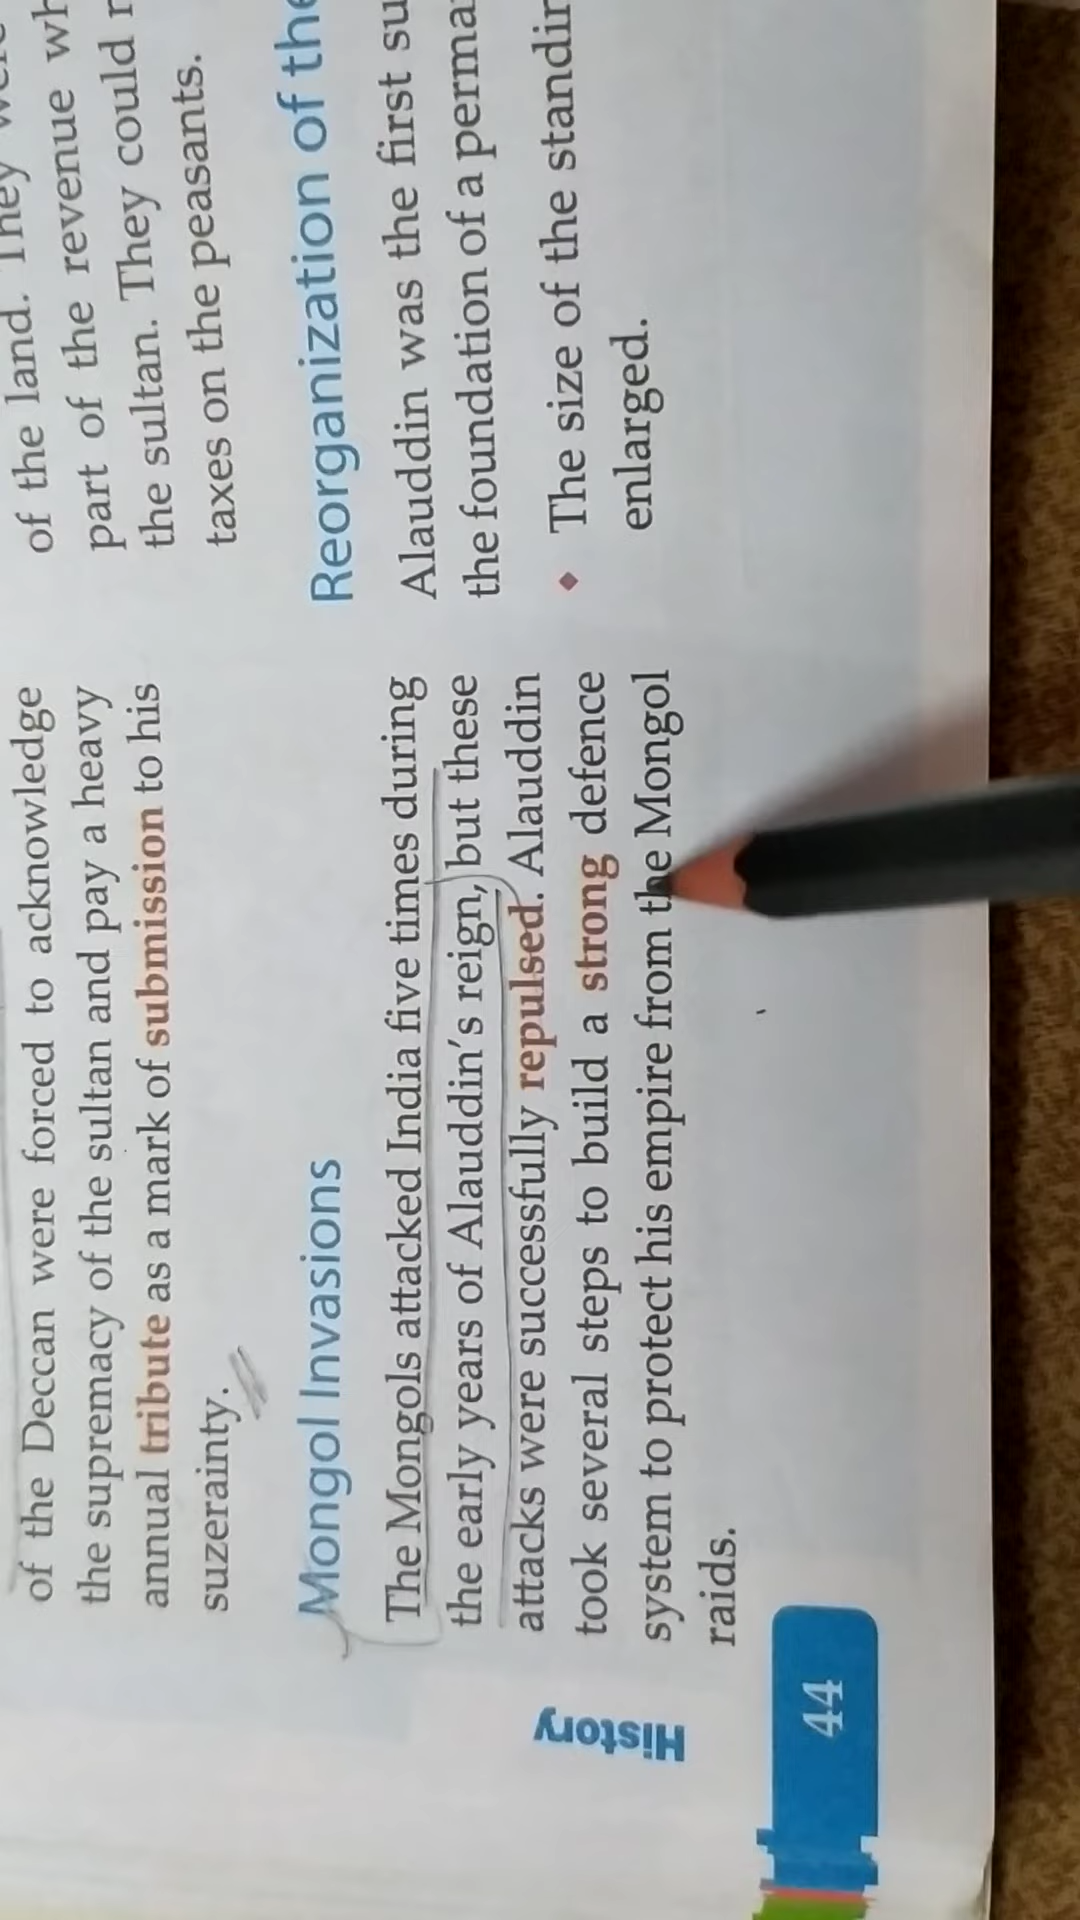 of the Deccan were forced to acknowledge
the supremacy of the sultan and pay a heavy
annual tribute as a mark of submission to his
suzerainty.
Mongol Invasions
The Mongols attacked India five times during
the early years of Alauddin's reign, but these
attacks were successfully repulsed. Alauddin
took several steps to build a strong defence
system to protect his empire from the Mongol
raids.
of the land. They
part of the revenue
the sultan. They could
taxes on the peasants.
Reorganization of the
Alauddin was the first
the foundation of a
◆ The size of the
enlarged.
History
44